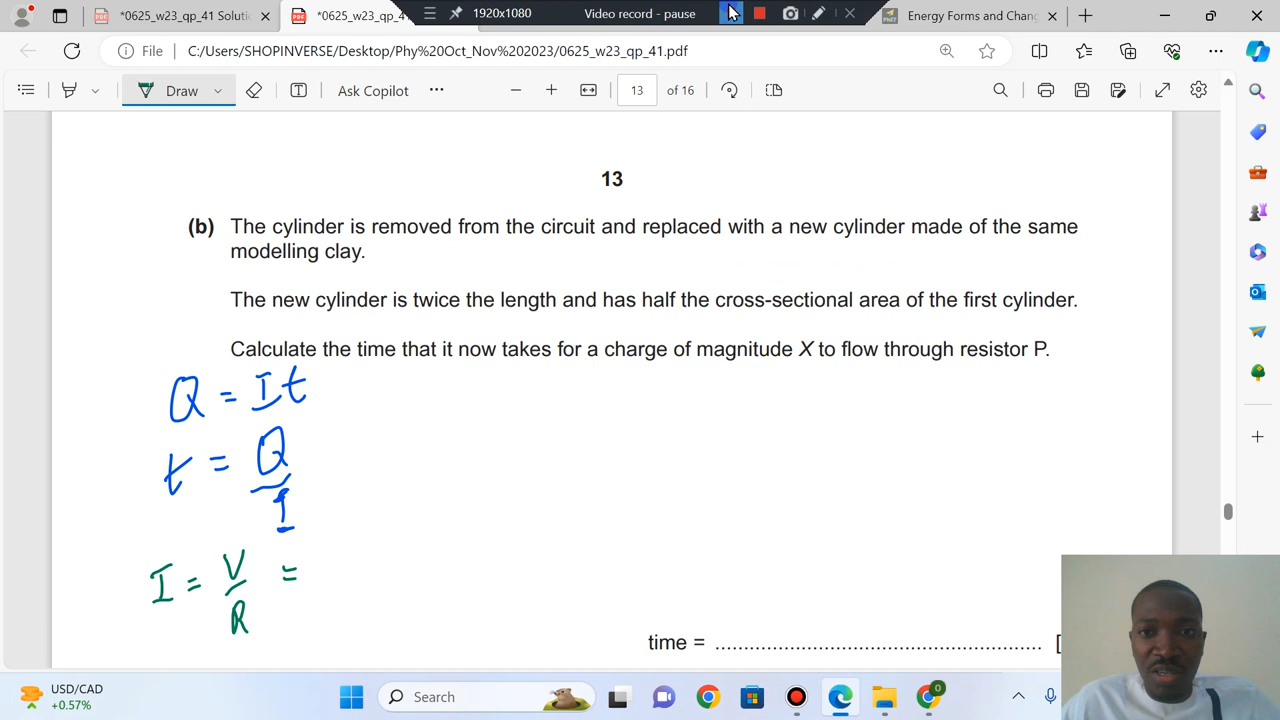 *0625_w23_qp_41 Soluti
*0625_w23_qp_41
1920x1080
Video record - pause
Energy Forms and Chan
File
C:/Users/SHOPINVERSE/Desktop/Phy%20Oct_Nov%202023/0625_w23_qp_41.pdf
Draw
Ask Copilot
13
of 16
13
(b) The cylinder is removed from the circuit and replaced with a new cylinder made of the same
modelling clay.
The new cylinder is twice the length and has half the cross-sectional area of the first cylinder.
Calculate the time that it now takes for a charge of magnitude X to flow through resistor P.
Q = It
t = Q/I
I = V/R =
time = ........................................................ [
USD/CAD
+0.57%
Search
0